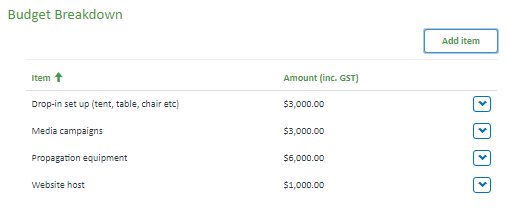 Budget Breakdown
Add item
Item ↑ Amount (inc. GST)
Drop-in set up (tent, table, chair etc) $3,000.00
Media campaigns $3,000.00
Propagation equipment $6,000.00
Website host $1,000.00